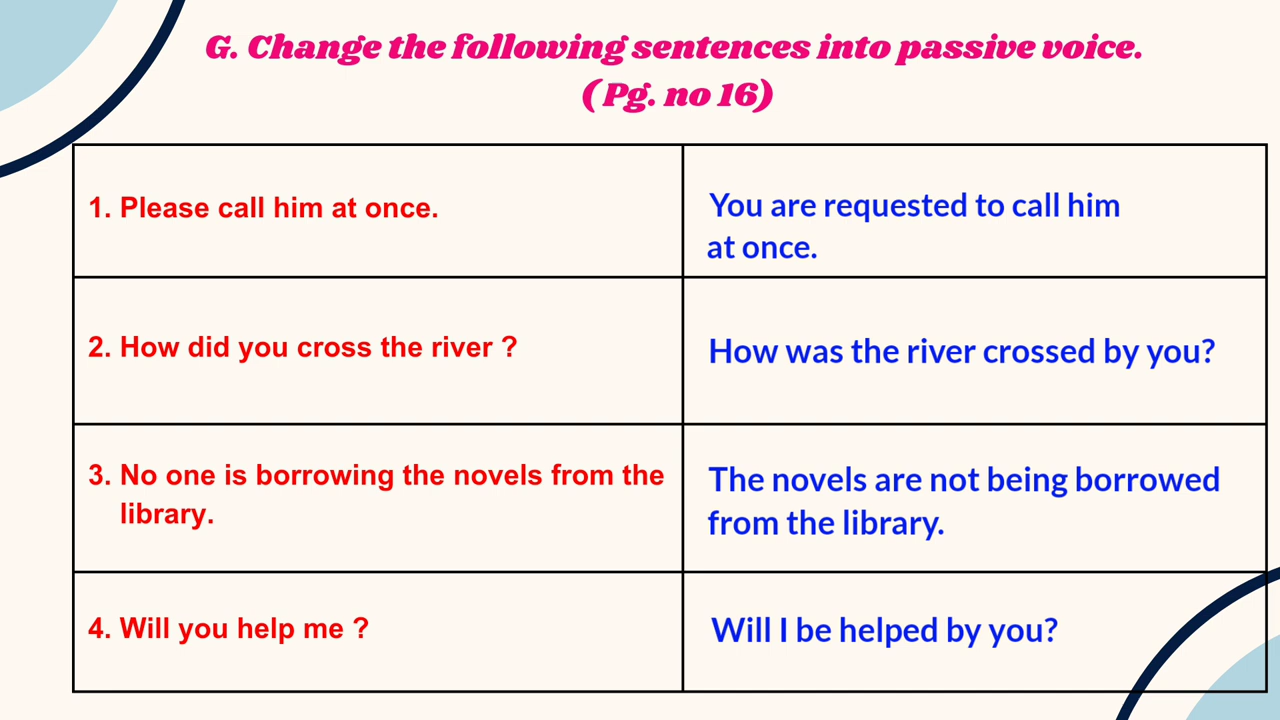 G. Change the following sentences into passive voice.
( Pg. no 16)
1. Please call him at once.
You are requested to call him
at once.
2. How did you cross the river ?
How was the river crossed by you?
3. No one is borrowing the novels from the
library.
The novels are not being borrowed
from the library.
4. Will you help me ?
Will I be helped by you?